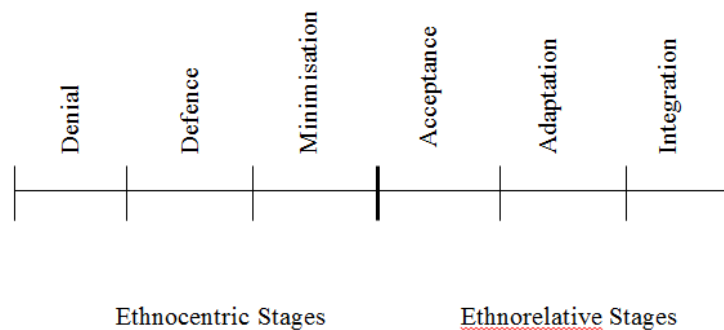 Denial
Defence
Minimisation
Acceptance
Adaptation
Integration
Ethnocentric Stages
Ethnorelative Stages